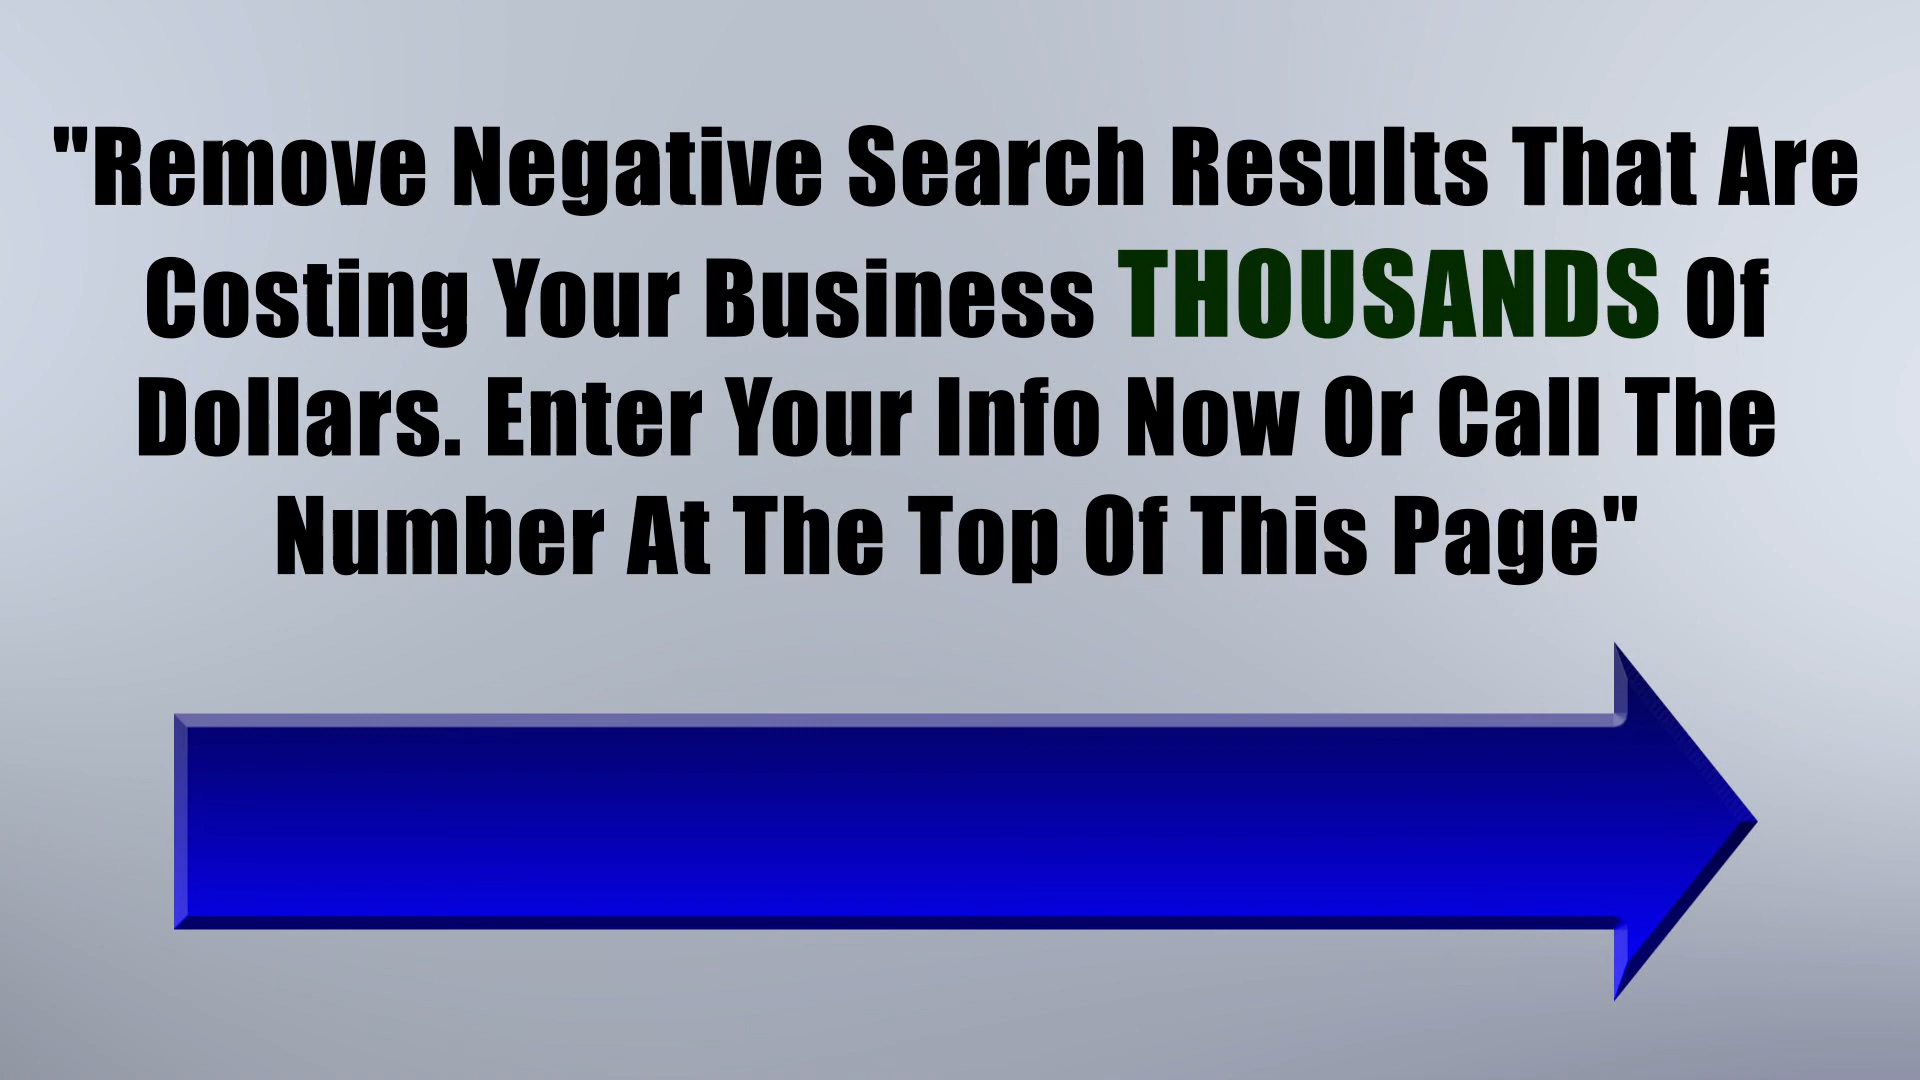 "Remove Negative Search Results That Are
Costing Your Business THOUSANDS Of
Dollars. Enter Your Info Now Or Call The
Number At The Top Of This Page"